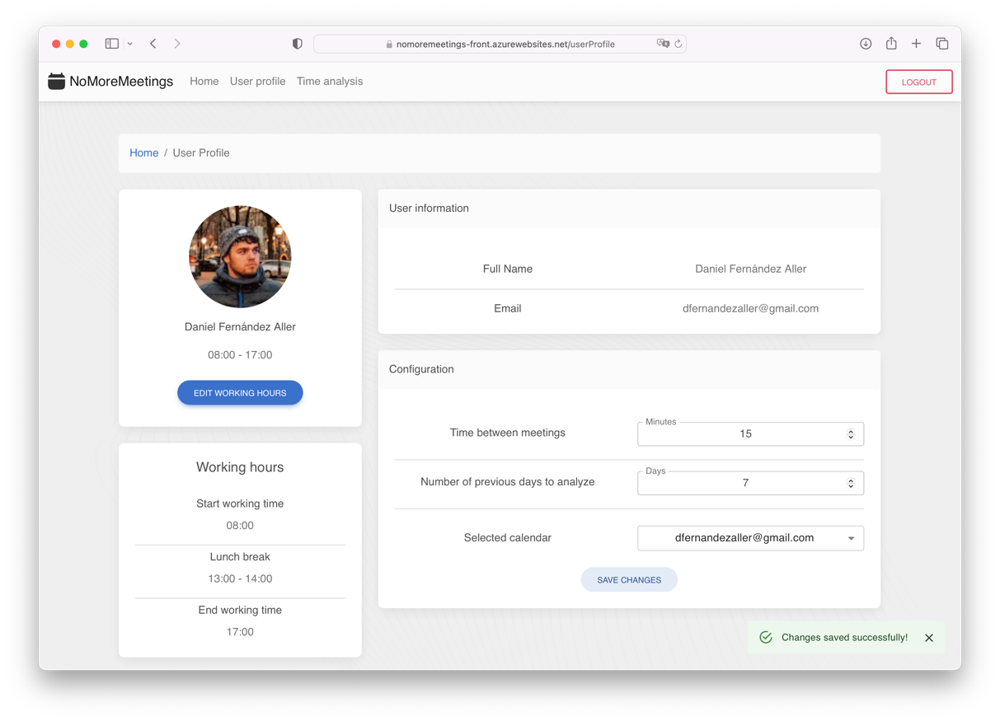 nomoremeetings-front.azurewebsites.net/userProfile
NoMoreMeetings Home User profile Time analysis LOGOUT
Home / User Profile
Daniel Fernández Aller
08:00 - 17:00
EDIT WORKING HOURS
Working hours
Start working time
08:00
Lunch break
13:00 - 14:00
End working time
17:00
User information
Full Name Daniel Fernández Aller
Email dfernandezaller@gmail.com
Configuration
Minutes
Time between meetings 15
Days
Number of previous days to analyze 7
Selected calendar dfernandezaller@gmail.com
SAVE CHANGES
Changes saved successfully!